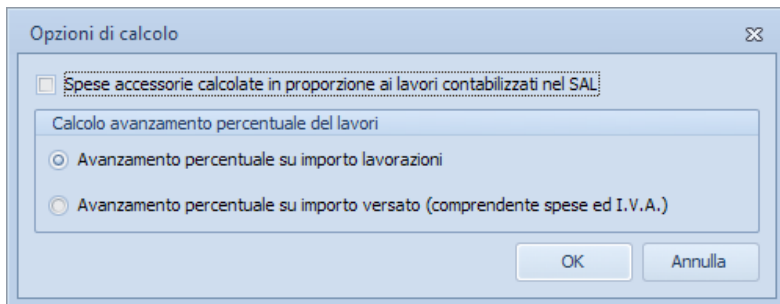 Opzioni di calcolo
Spese accessorie calcolate in proporzione ai lavori contabilizzati nel SAL
Calcolo avanzamento percentuale del lavori
Avanzamento percentuale su importo lavorazioni
Avanzamento percentuale su importo versato (comprendente spese ed I.V.A.)
OK Annulla